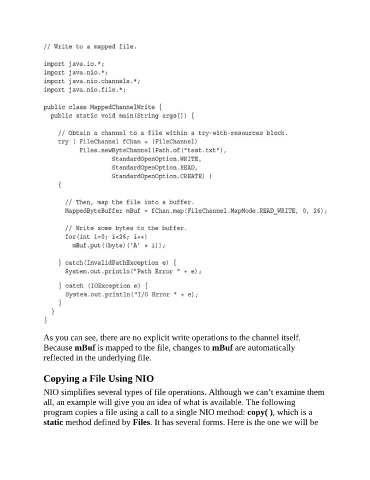 // Write to a mapped file.
import java.io.*;
import java.nio.*;
import java.nio.channels.*;
import java.nio.file.*;
public class MappedChannelWrite {
public static void main(String args[]) {
// Obtain a channel to a file within a try-with-resources block.
try ( FileChannel fChan = (FileChannel)
Files.newByteChannel(Path.of("test.txt"),
StandardOpenOption.WRITE,
StandardOpenOption.READ,
StandardOpenOption.CREATE) )
{
// Then, map the file into a buffer.
MappedByteBuffer mBuf = fChan.map(FileChannel.MapMode.READ_WRITE, 0, 26);
// Write some bytes to the buffer.
for(int i=0; i<26; i++)
mBuf.put((byte)('A' + i));
} catch(InvalidPathException e) {
System.out.println("Path Error " + e);
} catch (IOException e) {
System.out.println("I/O Error " + e);
}
}
}
As you can see, there are no explicit write operations to the channel itself.
Because mBuf is mapped to the file, changes to mBuf are automatically
reflected in the underlying file.
Copying a File Using NIO
NIO simplifies several types of file operations. Although we can't examine them
all, an example will give you an idea of what is available. The following
program copies a file using a call to a single NIO method: copy( ), which is a
static method defined by Files. It has several forms. Here is the one we will be